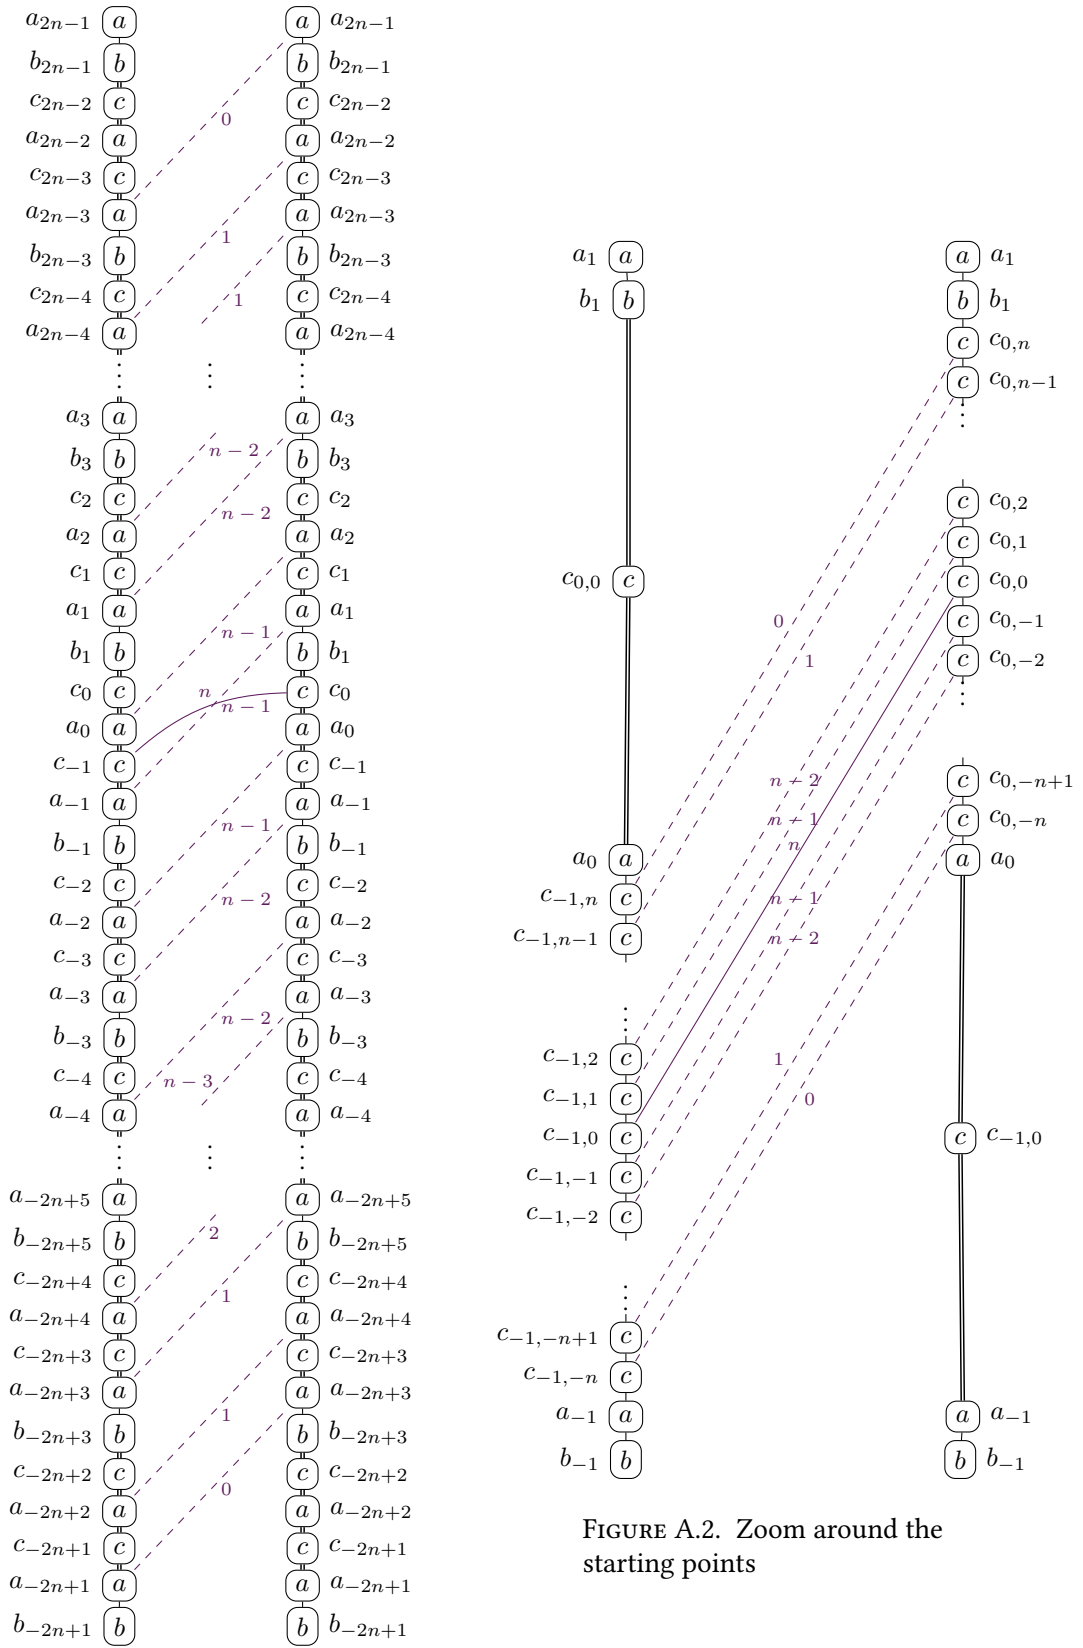 a_{2n−1} a a a_{2n−1}
b_{2n−1} b b b_{2n−1}
c_{2n−2} c c c_{2n−2}
0
a_{2n−2} a a a_{2n−2}
c_{2n−3} c c c_{2n−3}
a_{2n−3} a a a_{2n−3}
1
b_{2n−3} b b b_{2n−3}
c_{2n−4} c 1 c c_{2n−4}
a_{2n−4} a a a_{2n−4}
⋮ ⋮ ⋮
a_3 a a a_3
n − 2
b_3 b b b_3
c_2 c c c_2
n − 2
a_2 a a a_2
c_1 c c c_1
a_1 a a a_1
n − 1
b_1 b b b_1
c_0 c n c c_0
n − 1
a_0 a a a_0
c_{−1} c c c_{−1}
a_{−1} a a a_{−1}
n − 1
b_{−1} b b b_{−1}
c_{−2} c c c_{−2}
n − 2
a_{−2} a a a_{−2}
c_{−3} c c c_{−3}
a_{−3} a a a_{−3}
n − 2
b_{−3} b b b_{−3}
c_{−4} c n − 3 c c_{−4}
a_{−4} a a a_{−4}
⋮ ⋮ ⋮
a_{−2n+5} a a a_{−2n+5}
2
b_{−2n+5} b b b_{−2n+5}
c_{−2n+4} c c c_{−2n+4}
1
a_{−2n+4} a a a_{−2n+4}
c_{−2n+3} c c c_{−2n+3}
a_{−2n+3} a a a_{−2n+3}
1
b_{−2n+3} b b b_{−2n+3}
c_{−2n+2} c c c_{−2n+2}
0
a_{−2n+2} a a a_{−2n+2}
c_{−2n+1} c c c_{−2n+1}
a_{−2n+1} a a a_{−2n+1}
b_{−2n+1} b b b_{−2n+1}
a_1 a a a_1
b_1 b b b_1
c c_{0,n}
c c_{0,n−1}
⋮
c c_{0,2}
c c_{0,1}
c_{0,0} c c c_{0,0}
0 c c_{0,−1}
1 c c_{0,−2}
⋮
n − 2 c c_{0,−n+1}
n − 1 c c_{0,−n}
n
a_0 a a a_0
c_{−1,n} c n − 1
c_{−1,n−1} c n − 2
⋮
c_{−1,2} c 1
c_{−1,1} c 0
c_{−1,0} c c c_{−1,0}
c_{−1,−1} c
c_{−1,−2} c
⋮
c_{−1,−n+1} c
c_{−1,−n} c
a_{−1} a a a_{−1}
b_{−1} b b b_{−1}
FIGURE A.2. Zoom around the
starting points